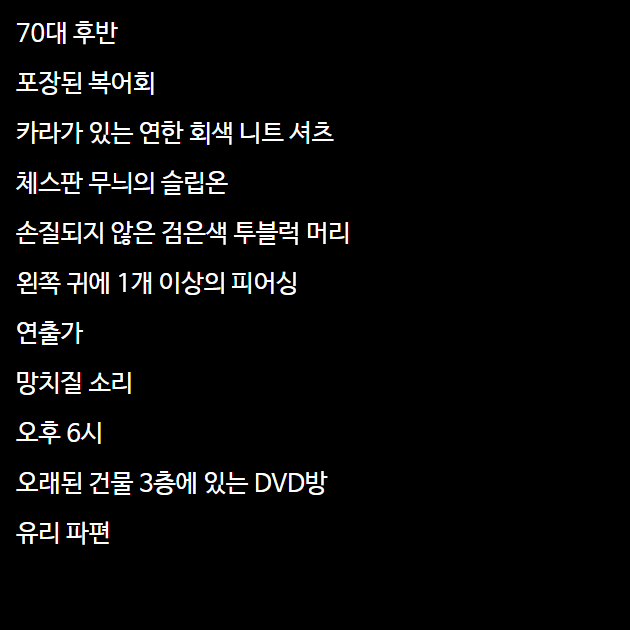 70대 후반
포장된 복어회
카라가 있는 연한 회색 니트 셔츠
체스판 무늬의 슬립온
손질되지 않은 검은색 투블럭 머리
왼쪽 귀에 1개 이상의 피어싱
연출가
망치질 소리
오후 6시
오래된 건물 3층에 있는 DVD방
유리 파편